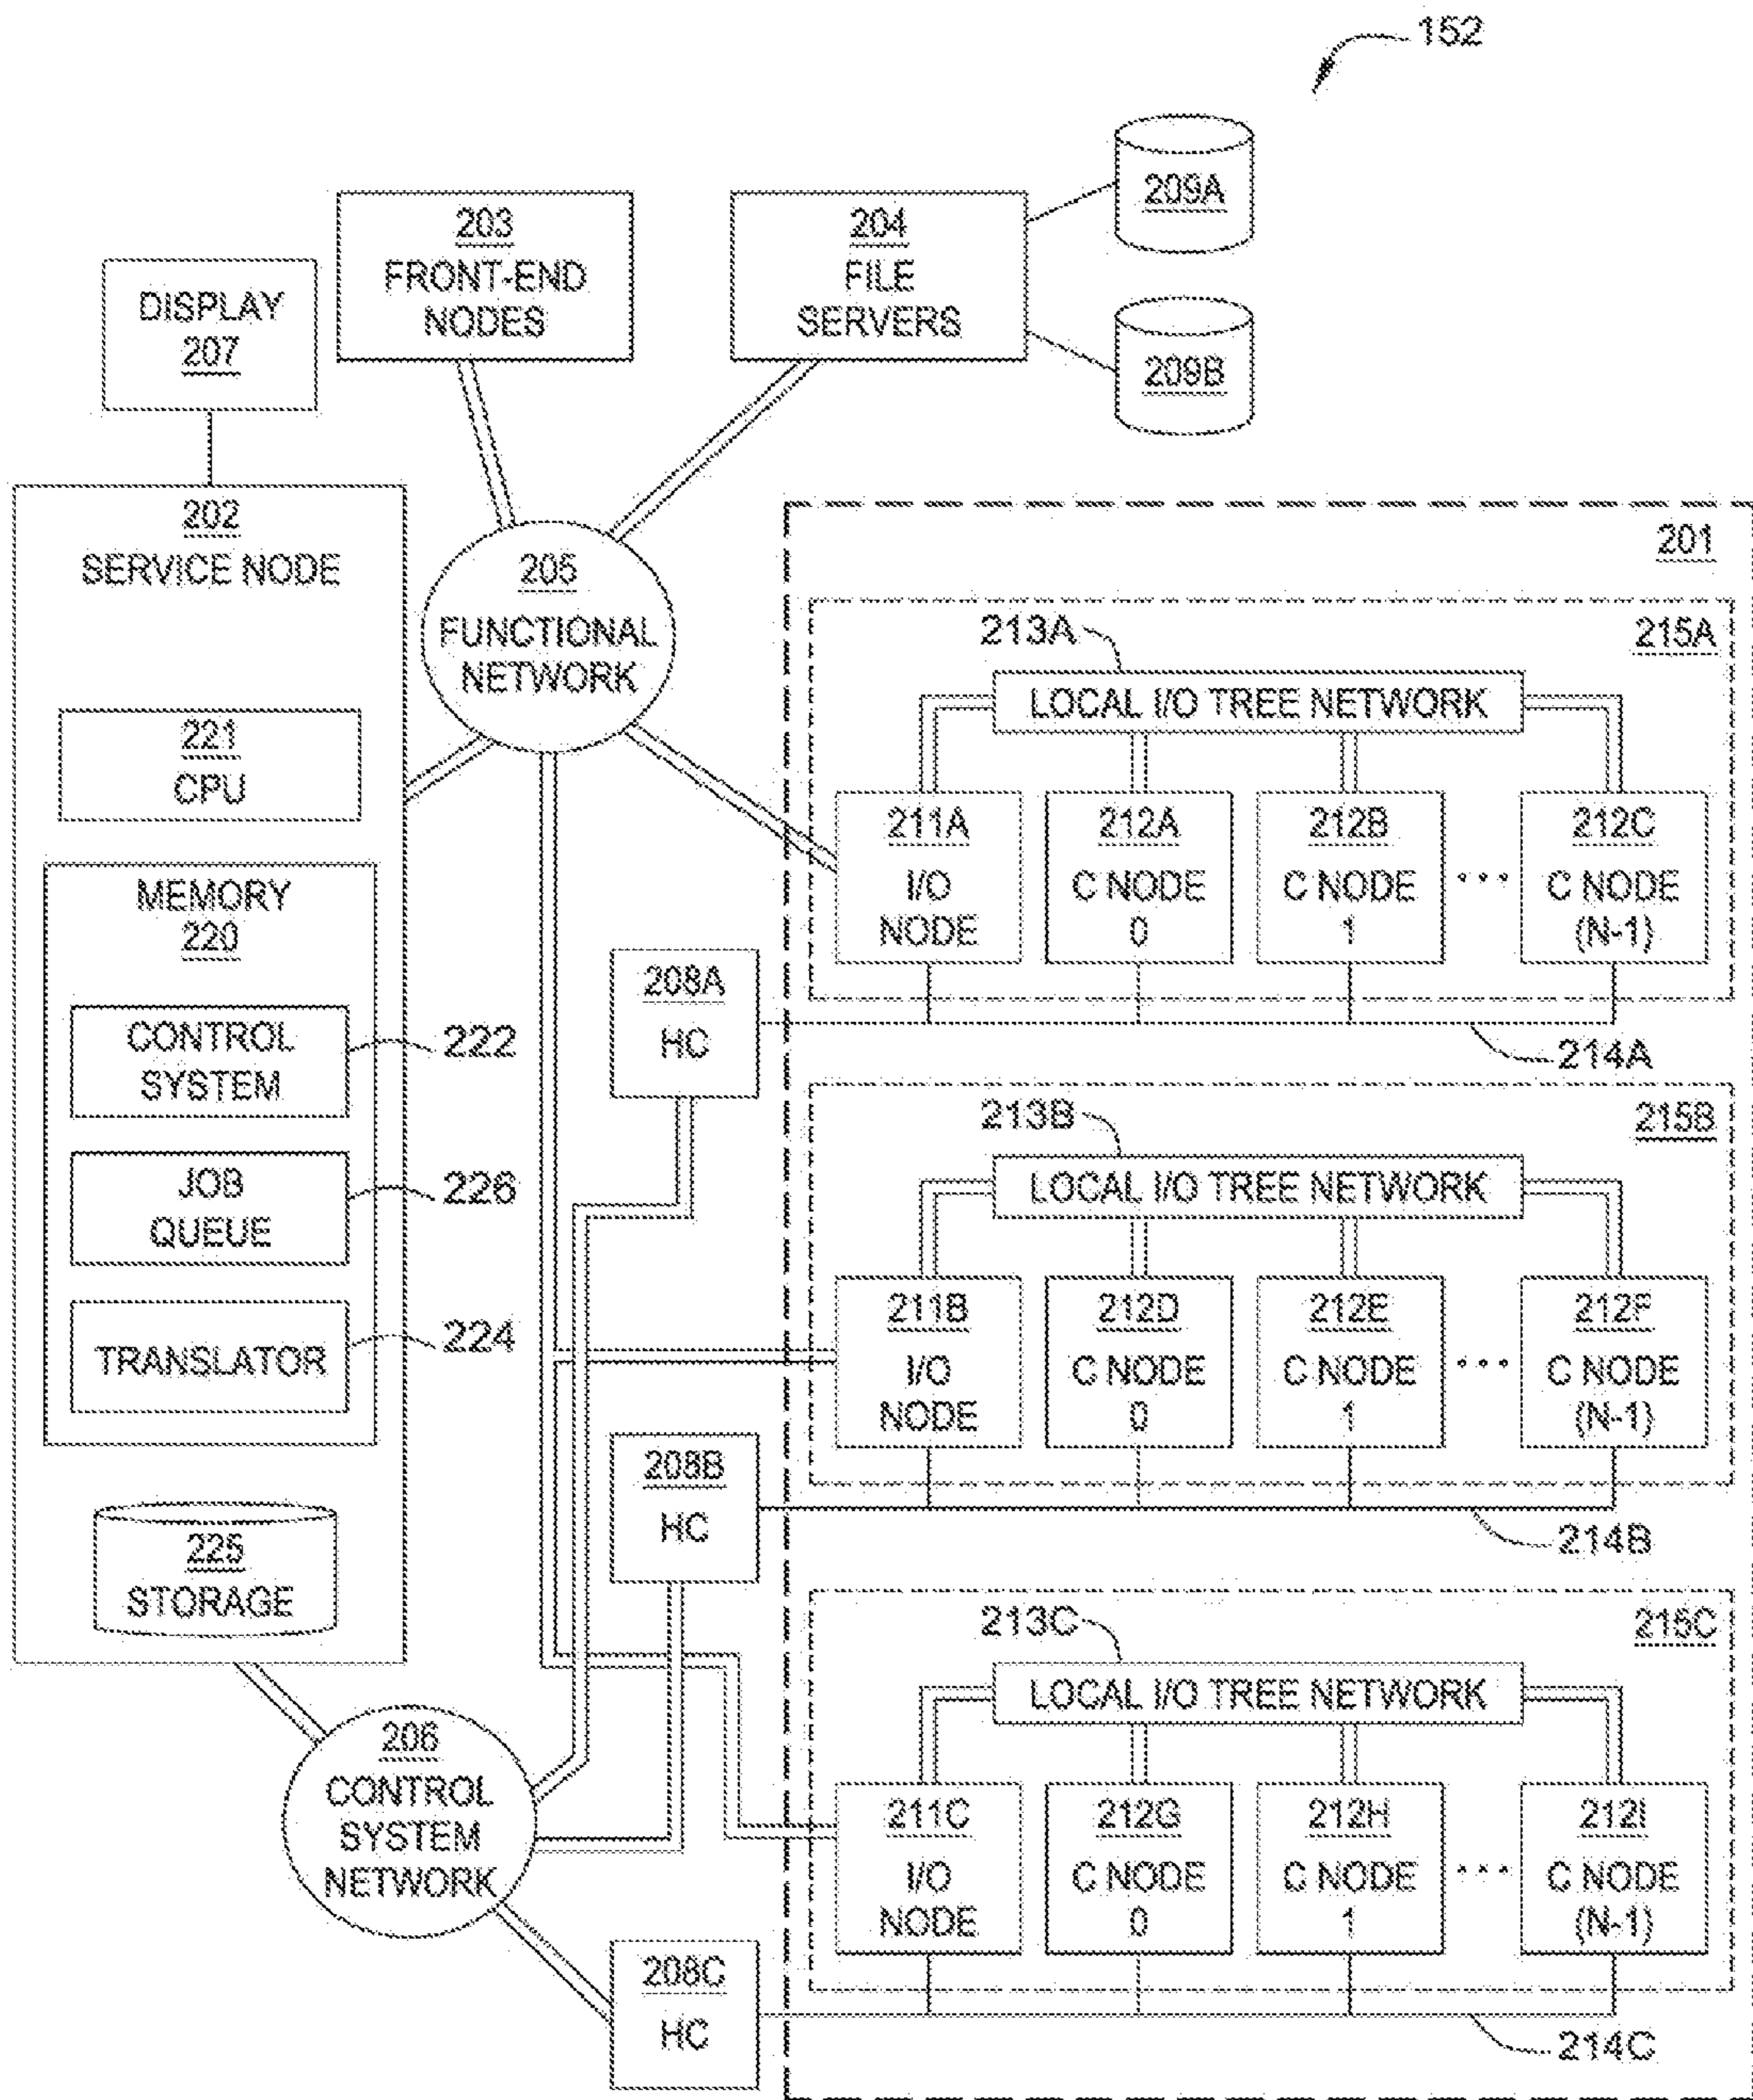 152
209A
203
FRONT-END
NODES
204
FILE
SERVERS
DISPLAY
207
209B
202
SERVICE NODE
205
FUNCTIONAL
NETWORK
201
221
CPU
MEMORY
220
CONTROL
SYSTEM
222
JOB
QUEUE
226
TRANSLATOR
224
225
STORAGE
206
CONTROL
SYSTEM
NETWORK
208A
HC
208B
HC
208C
HC
213A
215A
LOCAL I/O TREE NETWORK
211A
I/O
NODE
212A
C NODE
0
212B
C NODE
1
...
212C
C NODE
(N-1)
214A
213B
215B
LOCAL I/O TREE NETWORK
211B
I/O
NODE
212D
C NODE
0
212E
C NODE
1
...
212F
C NODE
(N-1)
214B
213C
215C
LOCAL I/O TREE NETWORK
211C
I/O
NODE
212G
C NODE
0
212H
C NODE
1
...
212I
C NODE
(N-1)
214C